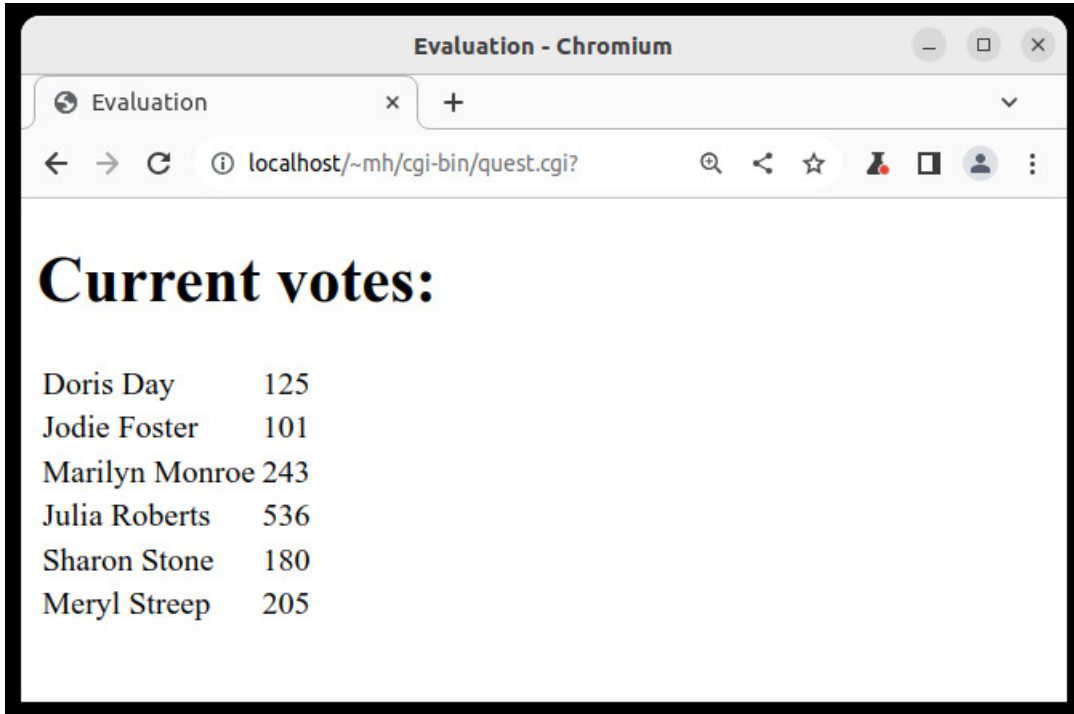 Evaluation - Chromium
Evaluation
localhost/~mh/cgi-bin/quest.cgi?
Current votes:
Doris Day 125
Jodie Foster 101
Marilyn Monroe 243
Julia Roberts 536
Sharon Stone 180
Meryl Streep 205